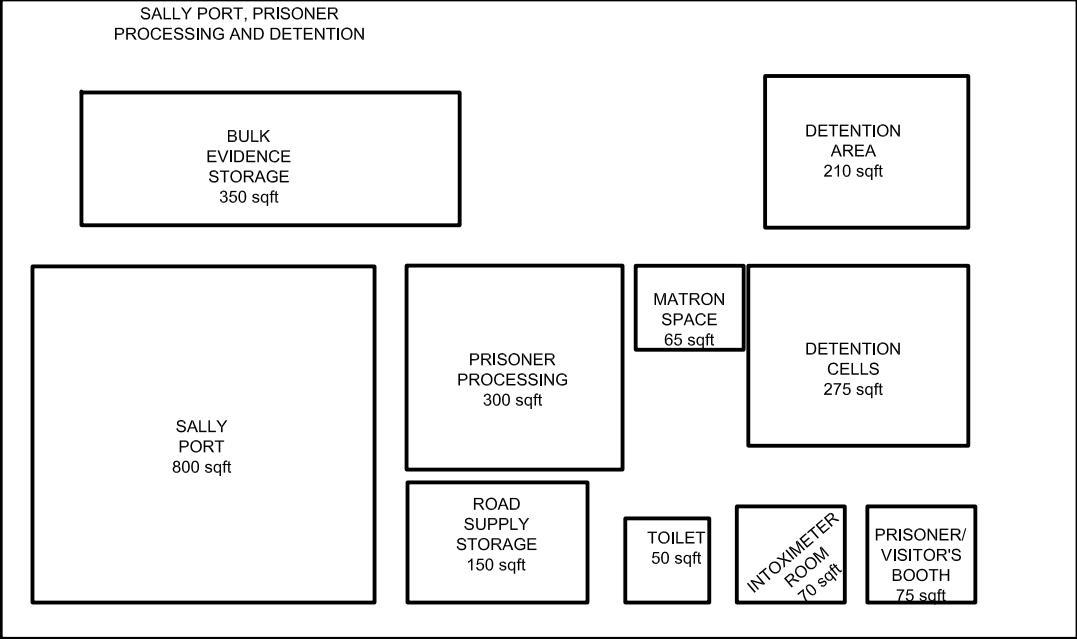 SALLY PORT, PRISONER
PROCESSING AND DETENTION
BULK
EVIDENCE
STORAGE
350 sqft
DETENTION
AREA
210 sqft
SALLY
PORT
800 sqft
PRISONER
PROCESSING
300 sqft
MATRON
SPACE
65 sqft
DETENTION
CELLS
275 sqft
ROAD
SUPPLY
STORAGE
150 sqft
TOILET
50 sqft
INTOXIMETER
ROOM
70 sqft
PRISONER/
VISITOR'S
BOOTH
75 sqft